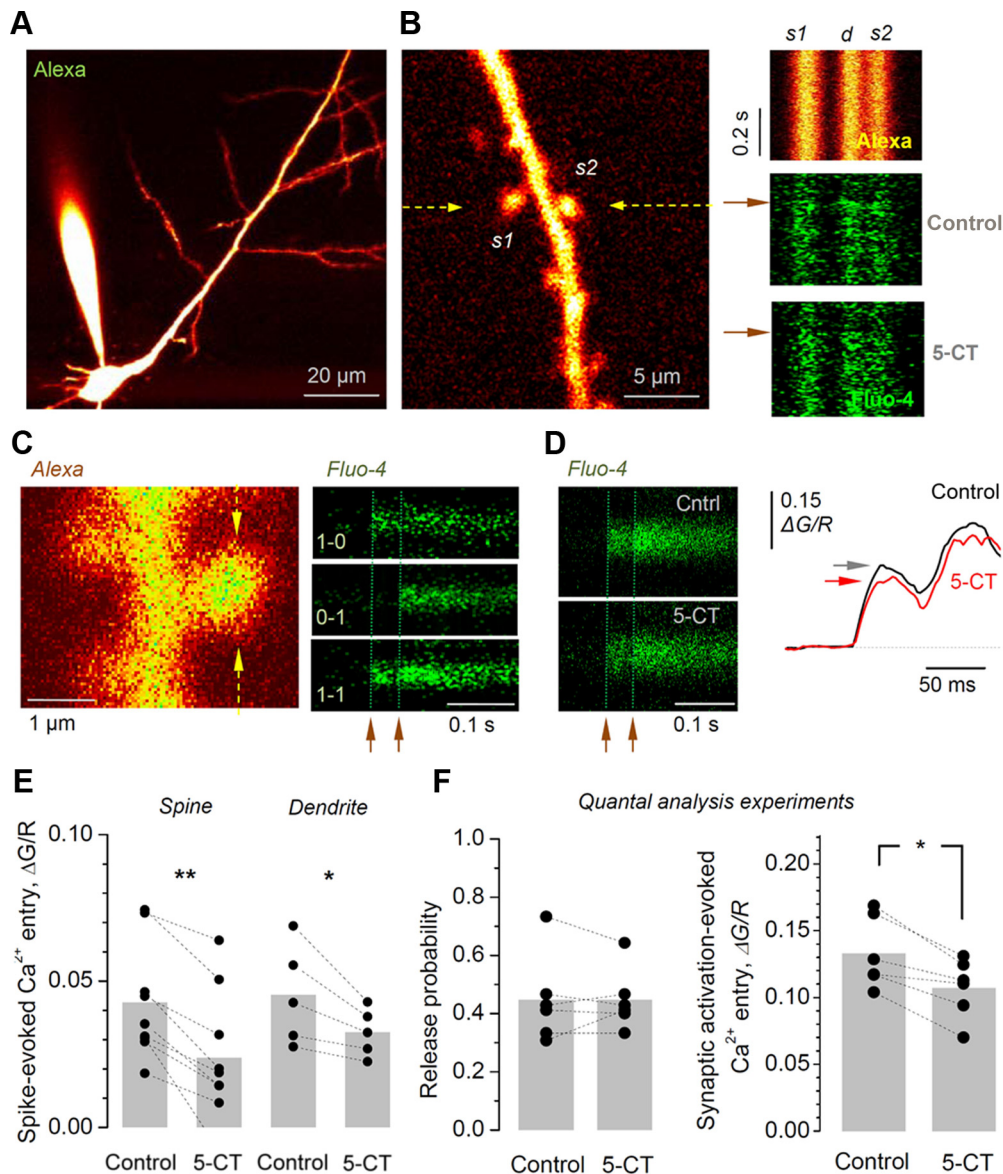 A
Alexa
20 µm
B
s1
s2
5 µm
s1 d s2
0.2 s
Alexa
Control
5-CT
Fluo-4
C
Alexa
1 µm
Fluo-4
1-0
0-1
1-1
0.1 s
D
Fluo-4
Cntrl
5-CT
0.1 s
0.15
ΔG/R
Control
5-CT
50 ms
E
Spine
Dendrite
Spike-evoked Ca²⁺ entry, ΔG/R
0.10
0.05
0.00
**
*
Control 5-CT Control 5-CT
F
Quantal analysis experiments
Release probability
1.0
0.8
0.6
0.4
0.2
0.0
Control 5-CT
Synaptic activation-evoked
Ca²⁺ entry, ΔG/R
0.20
0.15
0.10
0.05
0.00
*
Control 5-CT